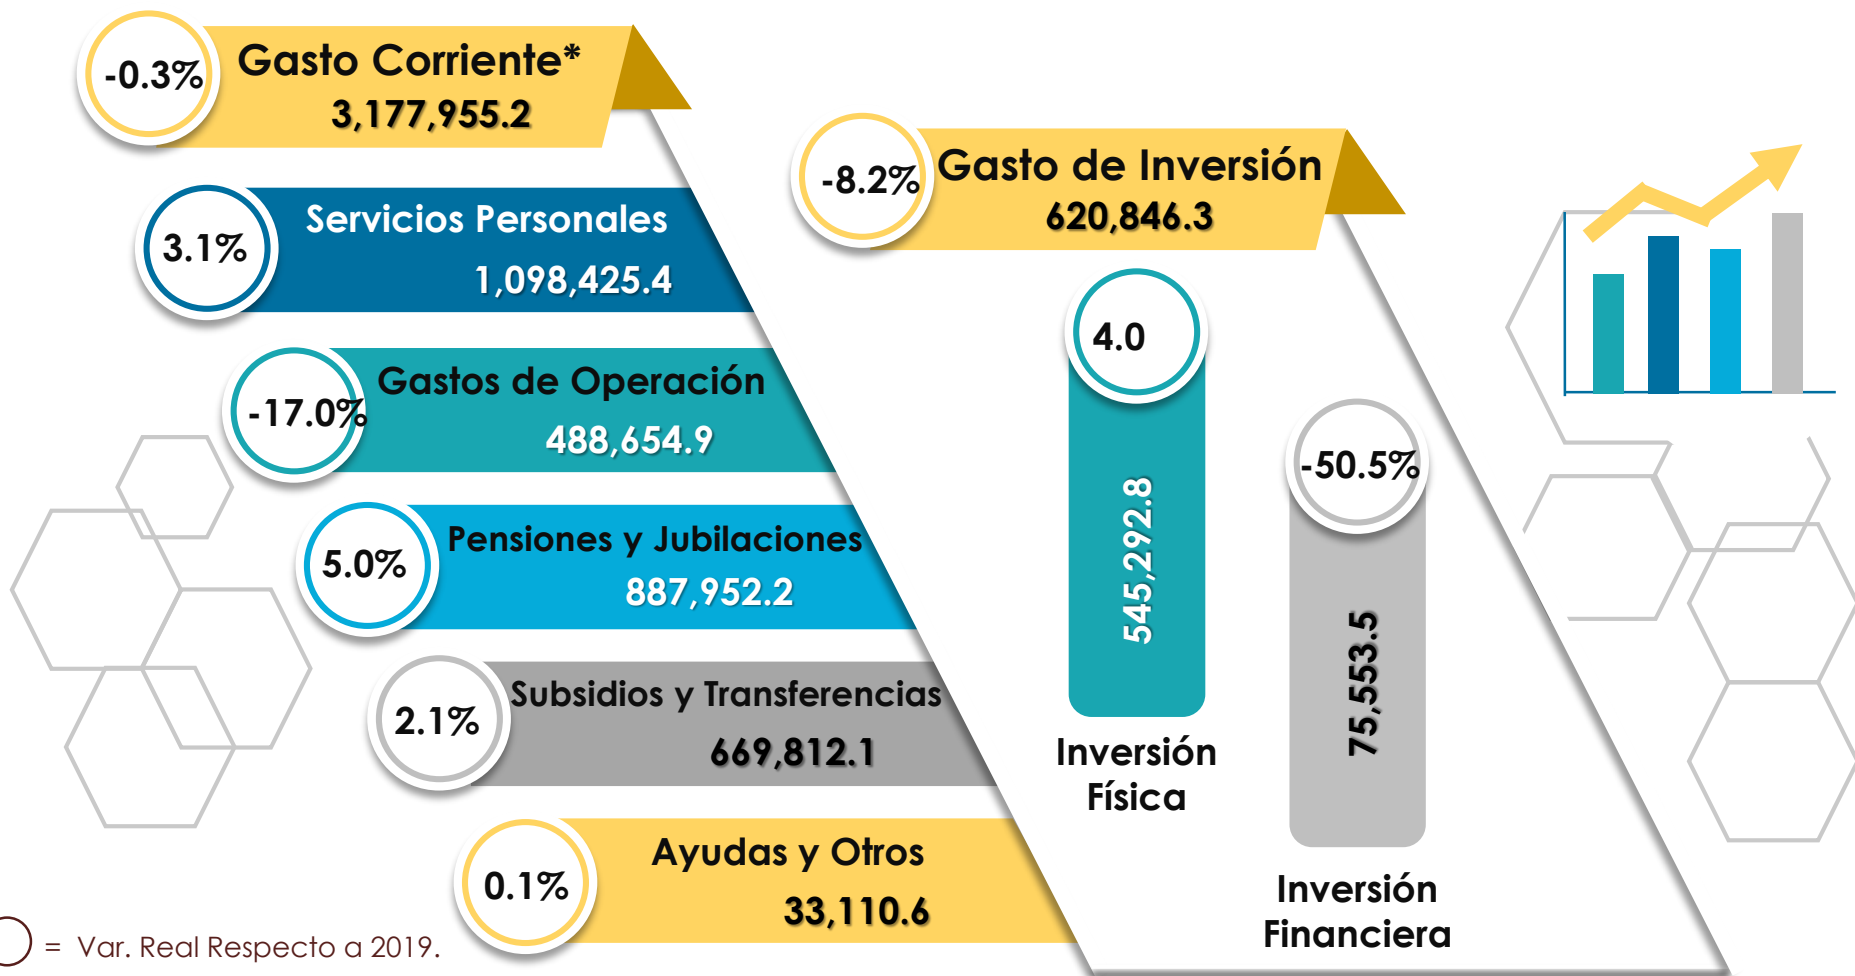 -0.3%
Gasto Corriente*
3,177,955.2
3.1%
Servicios Personales
1,098,425.4
-17.0%
Gastos de Operación
488,654.9
5.0%
Pensiones y Jubilaciones
887,952.2
2.1%
Subsidios y Transferencias
669,812.1
0.1%
Ayudas y Otros
33,110.6
= Var. Real Respecto a 2019.
-8.2%
Gasto de Inversión
620,846.3
4.0
545,292.8
Inversión
Física
-50.5%
75,553.5
Inversión
Financiera